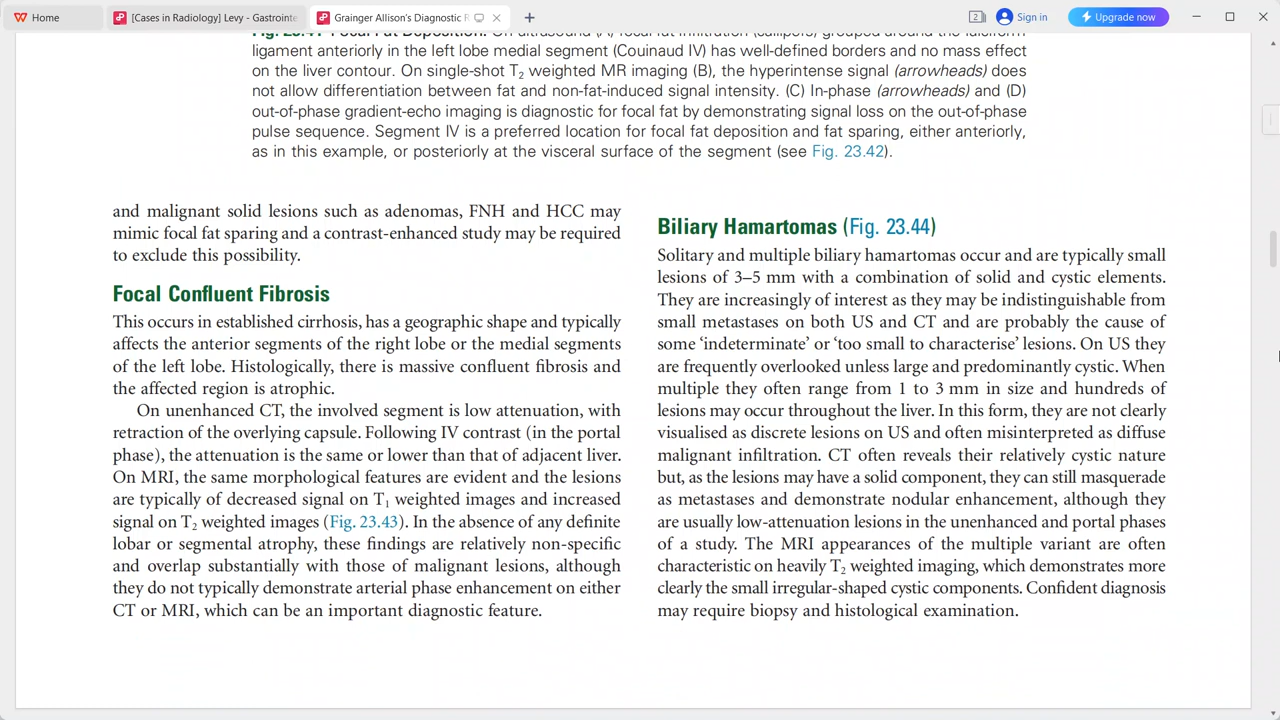 Home
[Cases in Radiology] Levy - Gastrointe
Grainger Allison's Diagnostic R
2
Sign in
Upgrade now
ligament anteriorly in the left lobe medial segment (Couinaud IV) has well-defined borders and no mass effect
on the liver contour. On single-shot T2 weighted MR imaging (B), the hyperintense signal (arrowheads) does
not allow differentiation between fat and non-fat-induced signal intensity. (C) In-phase (arrowheads) and (D)
out-of-phase gradient-echo imaging is diagnostic for focal fat by demonstrating signal loss on the out-of-phase
pulse sequence. Segment IV is a preferred location for focal fat deposition and fat sparing, either anteriorly,
as in this example, or posteriorly at the visceral surface of the segment (see Fig. 23.42).
and malignant solid lesions such as adenomas, FNH and HCC may
mimic focal fat sparing and a contrast-enhanced study may be required
to exclude this possibility.
Focal Confluent Fibrosis
This occurs in established cirrhosis, has a geographic shape and typically
affects the anterior segments of the right lobe or the medial segments
of the left lobe. Histologically, there is massive confluent fibrosis and
the affected region is atrophic.
On unenhanced CT, the involved segment is low attenuation, with
retraction of the overlying capsule. Following IV contrast (in the portal
phase), the attenuation is the same or lower than that of adjacent liver.
On MRI, the same morphological features are evident and the lesions
are typically of decreased signal on T1 weighted images and increased
signal on T2 weighted images (Fig. 23.43). In the absence of any definite
lobar or segmental atrophy, these findings are relatively non-specific
and overlap substantially with those of malignant lesions, although
they do not typically demonstrate arterial phase enhancement on either
CT or MRI, which can be an important diagnostic feature.
Biliary Hamartomas (Fig. 23.44)
Solitary and multiple biliary hamartomas occur and are typically small
lesions of 3–5 mm with a combination of solid and cystic elements.
They are increasingly of interest as they may be indistinguishable from
small metastases on both US and CT and are probably the cause of
some ‘indeterminate’ or ‘too small to characterise’ lesions. On US they
are frequently overlooked unless large and predominantly cystic. When
multiple they often range from 1 to 3 mm in size and hundreds of
lesions may occur throughout the liver. In this form, they are not clearly
visualised as discrete lesions on US and often misinterpreted as diffuse
malignant infiltration. CT often reveals their relatively cystic nature
but, as the lesions may have a solid component, they can still masquerade
as metastases and demonstrate nodular enhancement, although they
are usually low-attenuation lesions in the unenhanced and portal phases
of a study. The MRI appearances of the multiple variant are often
characteristic on heavily T2 weighted imaging, which demonstrates more
clearly the small irregular-shaped cystic components. Confident diagnosis
may require biopsy and histological examination.